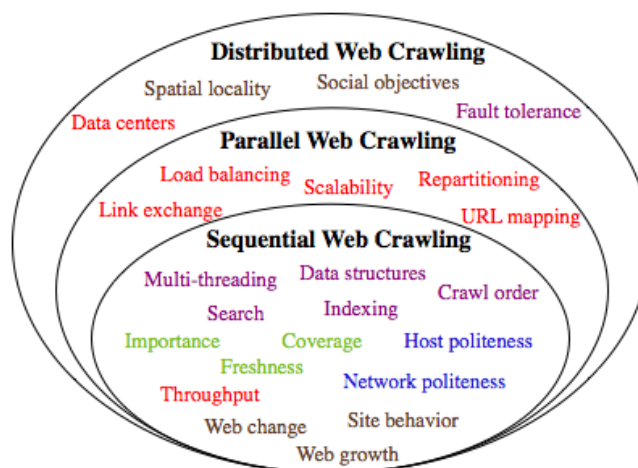 Distributed Web Crawling
Spatial locality
Social objectives
Data centers
Fault tolerance
Parallel Web Crawling
Load balancing
Scalability
Repartitioning
Link exchange
URL mapping
Sequential Web Crawling
Multi-threading
Data structures
Crawl order
Search
Indexing
Importance
Coverage
Host politeness
Freshness
Throughput
Network politeness
Web change
Site behavior
Web growth